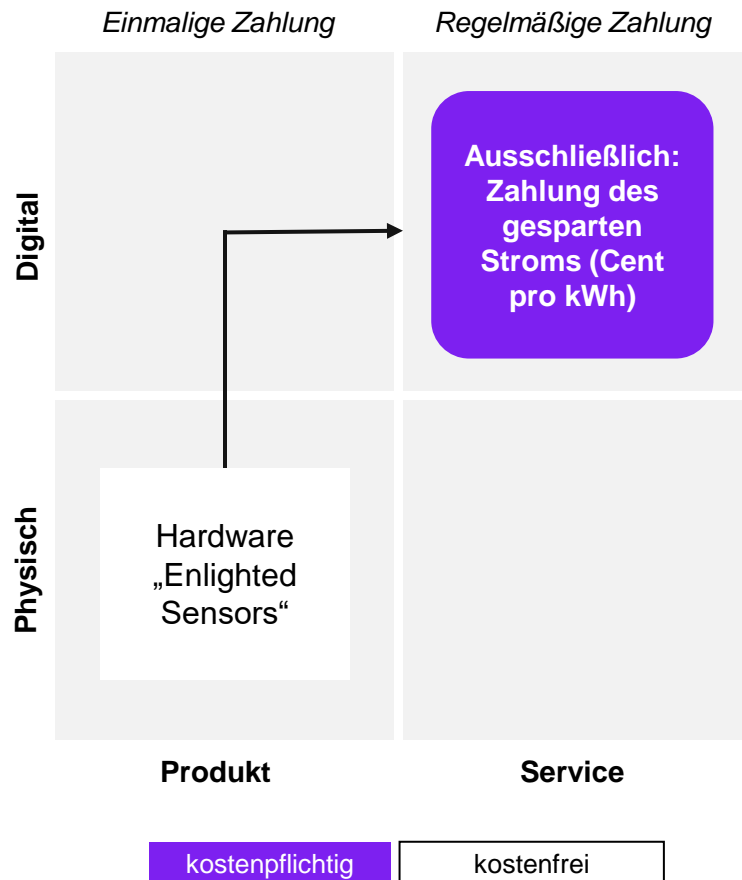 Einmalige Zahlung
Regelmäßige Zahlung
Digital
Ausschließlich:
Zahlung des
gesparten
Stroms (Cent
pro kWh)
Physisch
Hardware
„Enlighted
Sensors“
Produkt
Service
kostenpflichtig
kostenfrei